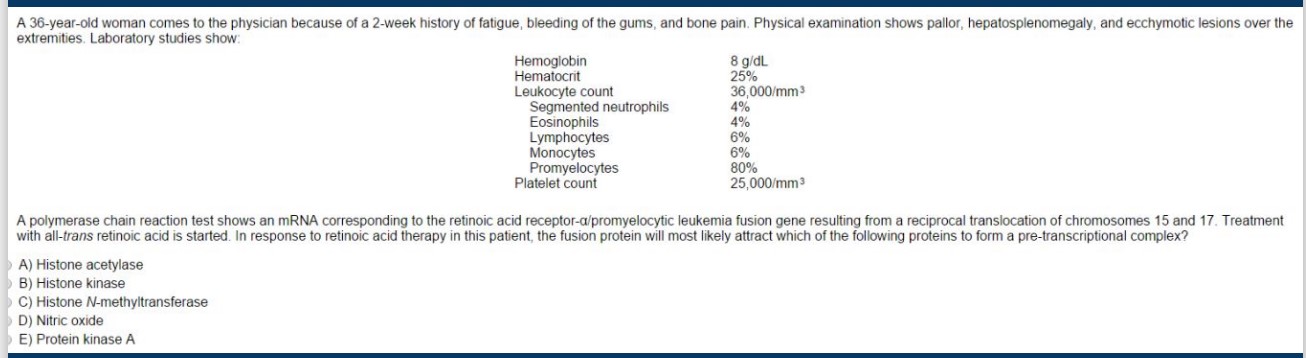 A 36-year-old woman comes to the physician because of a 2-week history of fatigue, bleeding of the gums, and bone pain. Physical examination shows pallor, hepatosplenomegaly, and ecchymotic lesions over the
extremities. Laboratory studies show:
Hemoglobin 8 g/dL
Hematocrit 25%
Leukocyte count 36,000/mm³
Segmented neutrophils 4%
Eosinophils 4%
Lymphocytes 6%
Monocytes 6%
Promyelocytes 80%
Platelet count 25,000/mm³
A polymerase chain reaction test shows an mRNA corresponding to the retinoic acid receptor-α/promyelocytic leukemia fusion gene resulting from a reciprocal translocation of chromosomes 15 and 17. Treatment
with all-trans retinoic acid is started. In response to retinoic acid therapy in this patient, the fusion protein will most likely attract which of the following proteins to form a pre-transcriptional complex?
A) Histone acetylase
B) Histone kinase
C) Histone N-methyltransferase
D) Nitric oxide
E) Protein kinase A